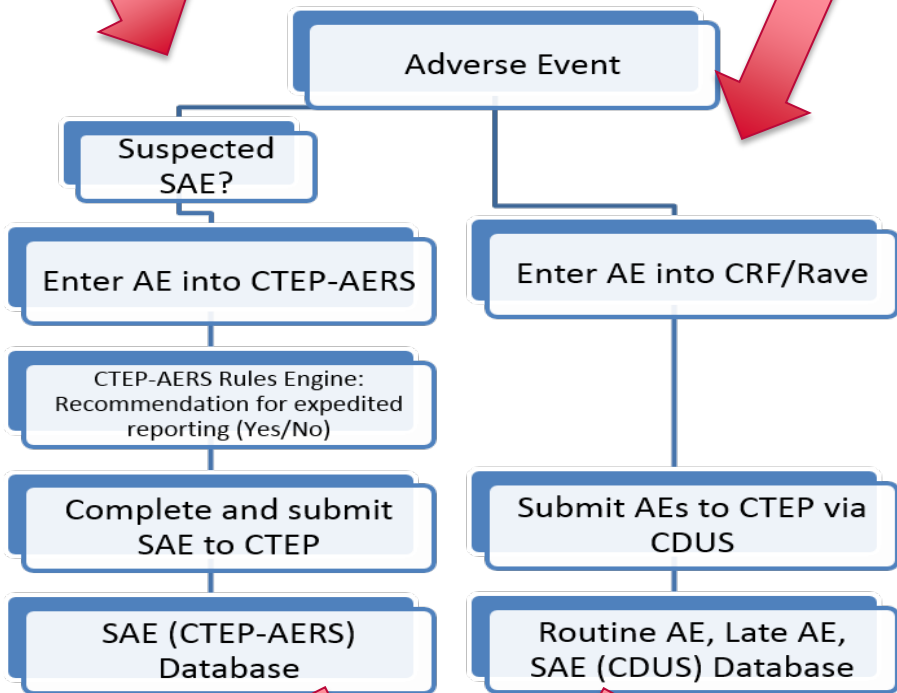 Adverse Event
Suspected
SAE?
Enter AE into CTEP-AERS
CTEP-AERS Rules Engine:
Recommendation for expedited
reporting (Yes/No)
Complete and submit
SAE to CTEP
SAE (CTEP-AERS)
Database
Enter AE into CRF/Rave
Submit AEs to CTEP via
CDUS
Routine AE, Late AE,
SAE (CDUS) Database